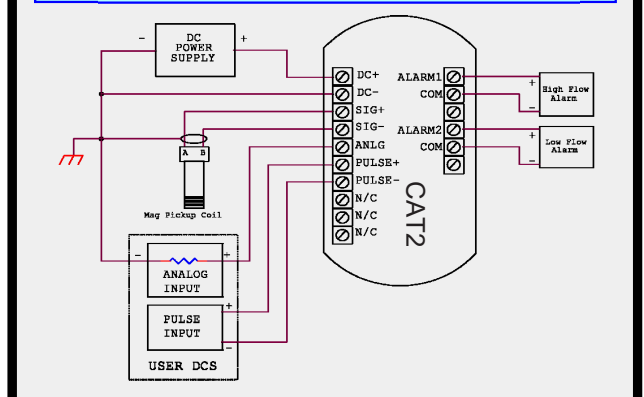 - DC +
POWER
SUPPLY
DC+ ALARM1
DC- COM
SIG+
SIG- ALARM2
ANLG COM
PULSE+
PULSE-
N/C
N/C
N/C
CAT2
+ High Flow
- Alarm
+ Low Flow
- Alarm
A B
Mag Pickup Coil
- +
ANALOG
INPUT
+
PULSE
INPUT
-
USER DCS